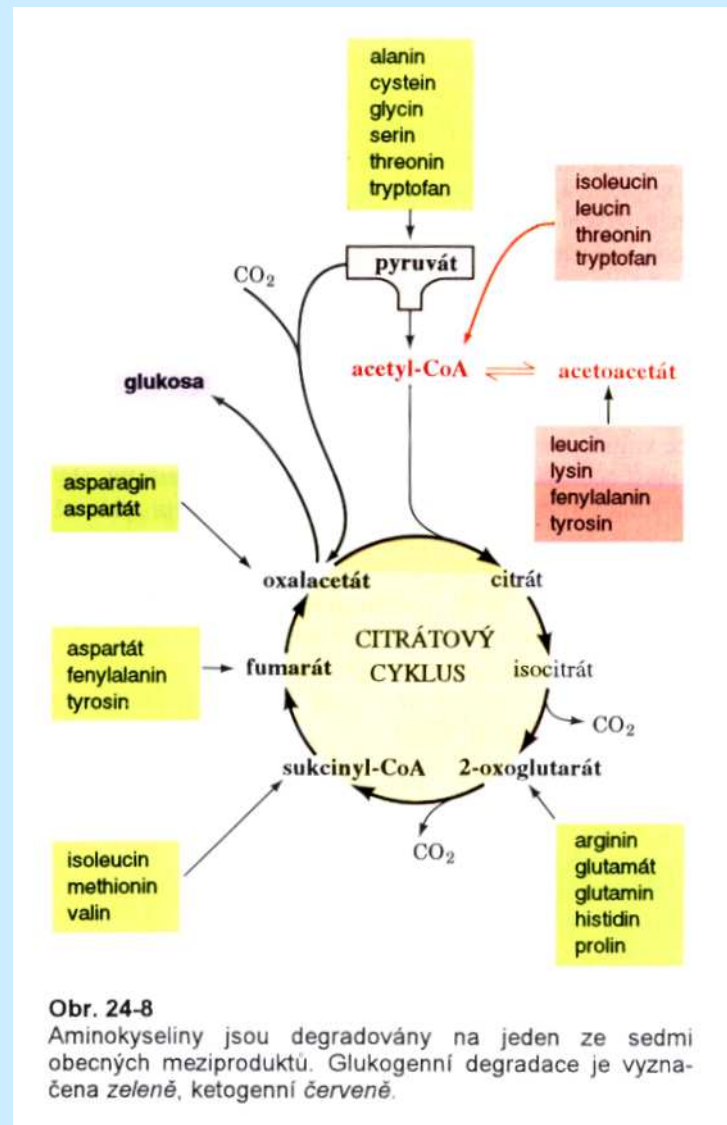 alanin
cystein
glycin
serin
threonin
tryptofan
isoleucin
leucin
threonin
tryptofan
pyruvát
CO2
acetyl-CoA
acetoacetát
glukosa
leucin
lysin
fenylalanin
tyrosin
asparagin
aspartát
oxalacetát
citrát
CITRÁTOVÝ
CYKLUS
aspartát
fenylalanin
tyrosin
fumarát
isocitrát
CO2
sukcinyl-CoA
2-oxoglutarát
CO2
isoleucin
methionin
valin
arginin
glutamát
glutamin
histidin
prolin
Obr. 24-8
Aminokyseliny jsou degradovány na jeden ze sedmi
obecných meziproduktů. Glukogenní degradace je vyzna-
čena zeleně, ketogenní červeně.